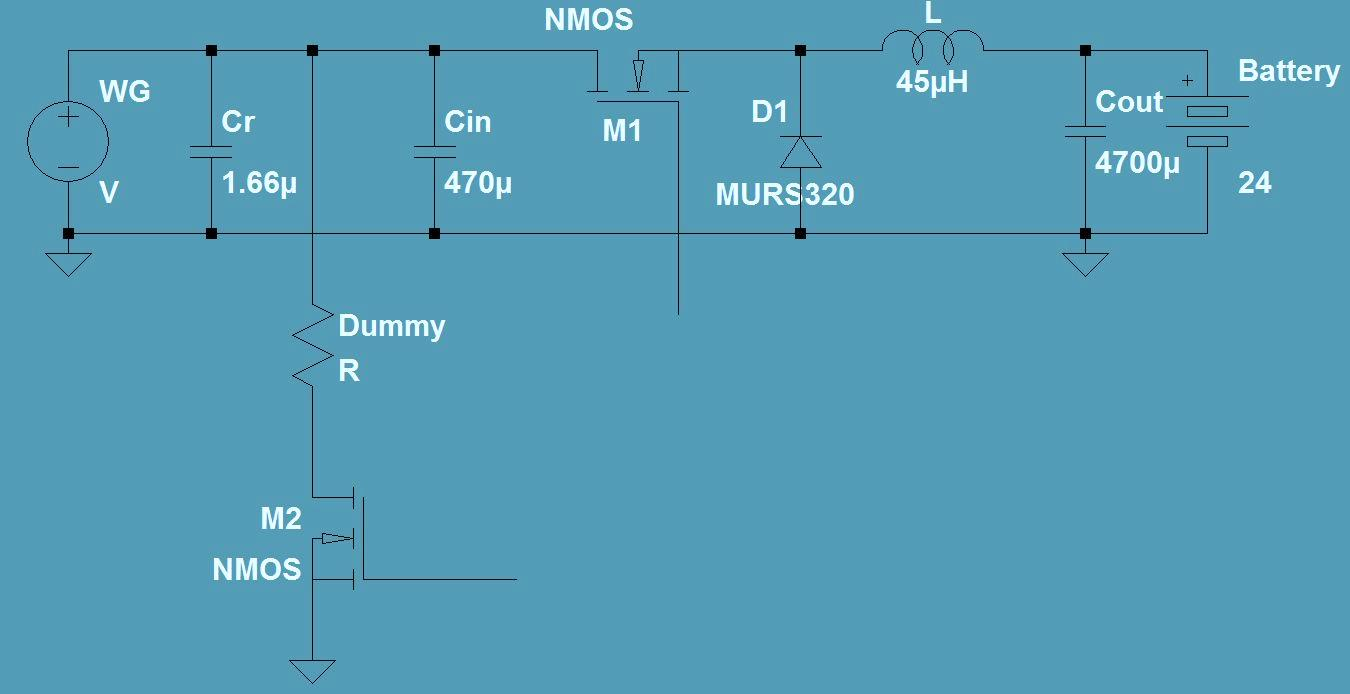 NMOS
L
WG
Battery
45µH
Cr
Cin
D1
Cout
M1
V
1.66µ
470µ
MURS320
4700µ
24
Dummy
R
M2
NMOS